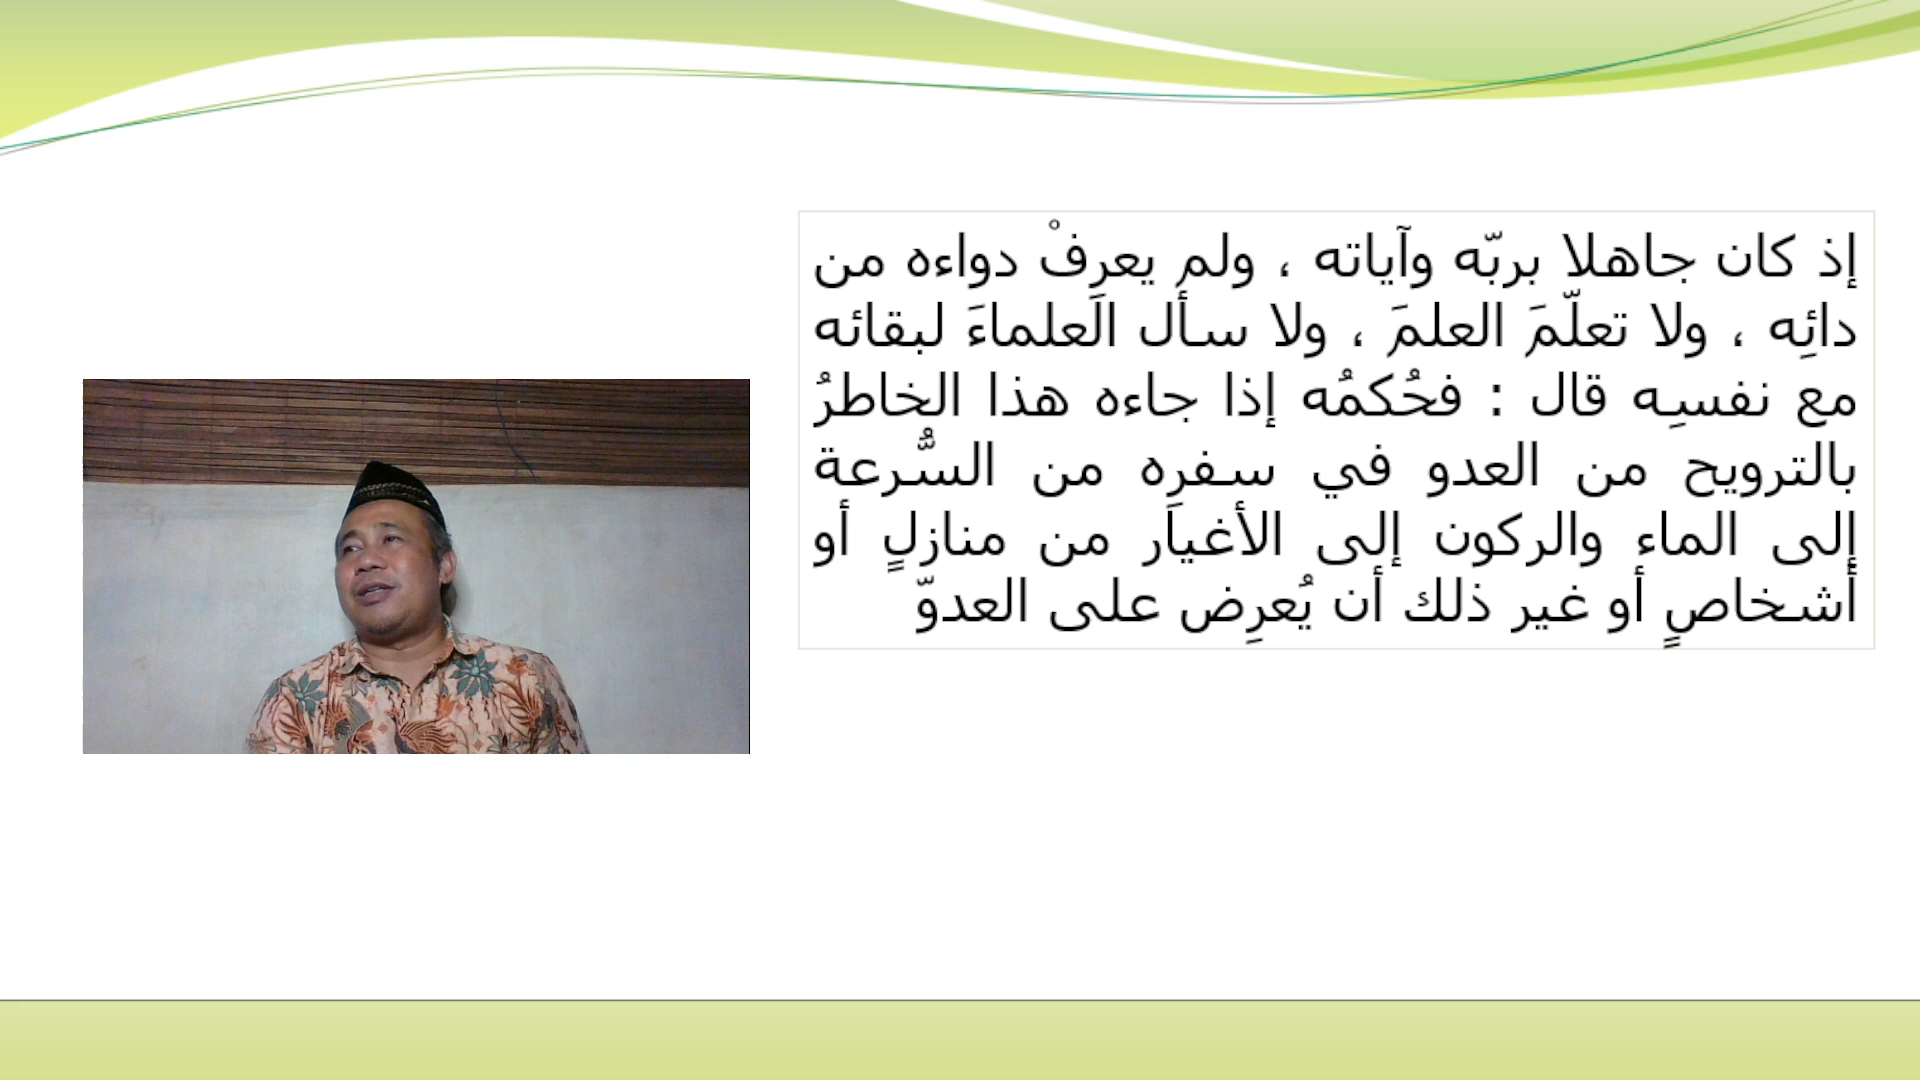 إذ كان جاهلا بربّه وآياته ، ولم يعرِفْ دواءه من
دائِه ، ولا تعلّمَ العلمَ ، ولا سأل العلماءَ لبقائه
مع نفسِه قال : فحُكمُه إذا جاءه هذا الخاطرُ
بالترويح من العدو في سفرِه من السُّرعة
إلى الماء والركون إلى الأغيارِ من منازلٍ أو
أشخاصٍ أو غير ذلك أن يُعرِض على العدوّ